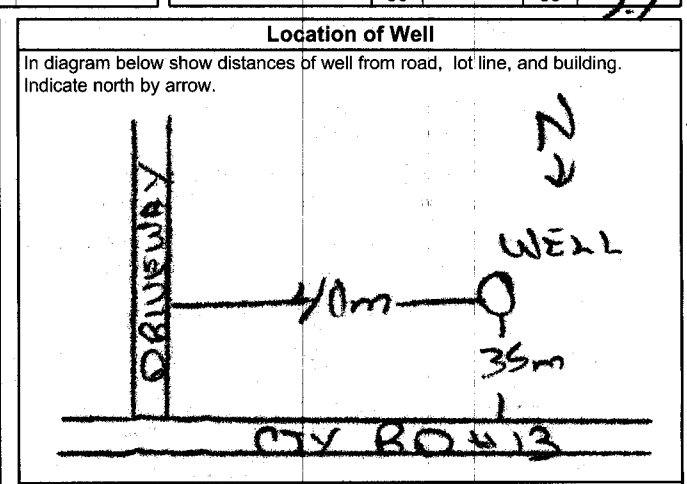 Location of Well
In diagram below show distances of well from road, lot line, and building.
Indicate north by arrow.
N
WELL
DRIVEWAY
40m
35m
CTY RD #13